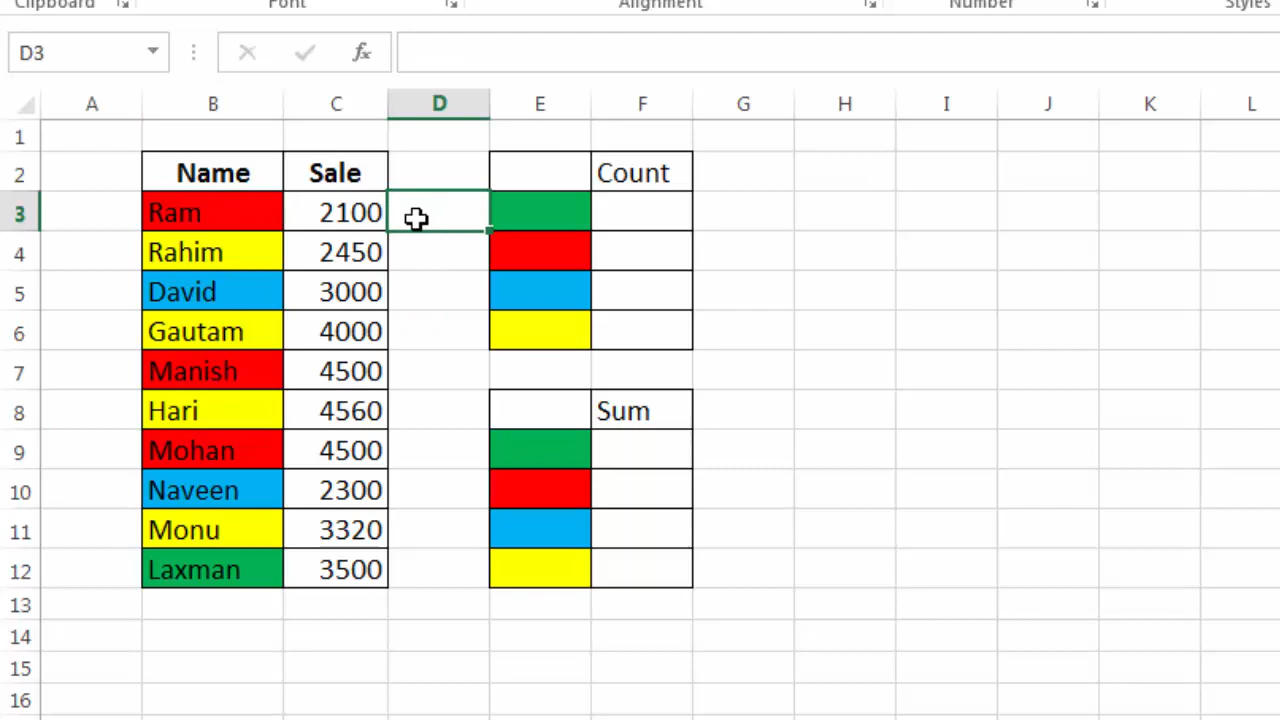 Clipboard Font Alignment Number Styles
D3 fx
A B C D E F G H I J K L
1
2 Name Sale Count
3 Ram 2100
4 Rahim 2450
5 David 3000
6 Gautam 4000
7 Manish 4500
8 Hari 4560 Sum
9 Mohan 4500
10 Naveen 2300
11 Monu 3320
12 Laxman 3500
13
14
15
16